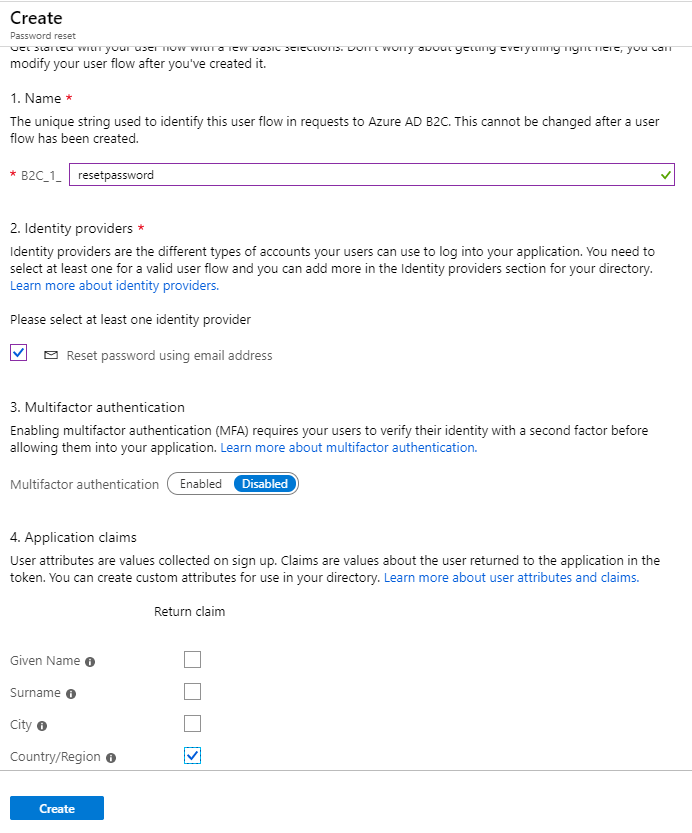 Create
Password reset
Get started with your user flow with a few basic selections. Don't worry about getting everything right here, you can
modify your user flow after you've created it.
1. Name *
The unique string used to identify this user flow in requests to Azure AD B2C. This cannot be changed after a user
flow has been created.
* B2C_1_ resetpassword
2. Identity providers *
Identity providers are the different types of accounts your users can use to log into your application. You need to
select at least one for a valid user flow and you can add more in the Identity providers section for your directory.
Learn more about identity providers.
Please select at least one identity provider
Reset password using email address
3. Multifactor authentication
Enabling multifactor authentication (MFA) requires your users to verify their identity with a second factor before
allowing them into your application. Learn more about multifactor authentication.
Multifactor authentication Enabled Disabled
4. Application claims
User attributes are values collected on sign up. Claims are values about the user returned to the application in the
token. You can create custom attributes for use in your directory. Learn more about user attributes and claims.
Return claim
Given Name
Surname
City
Country/Region
Create